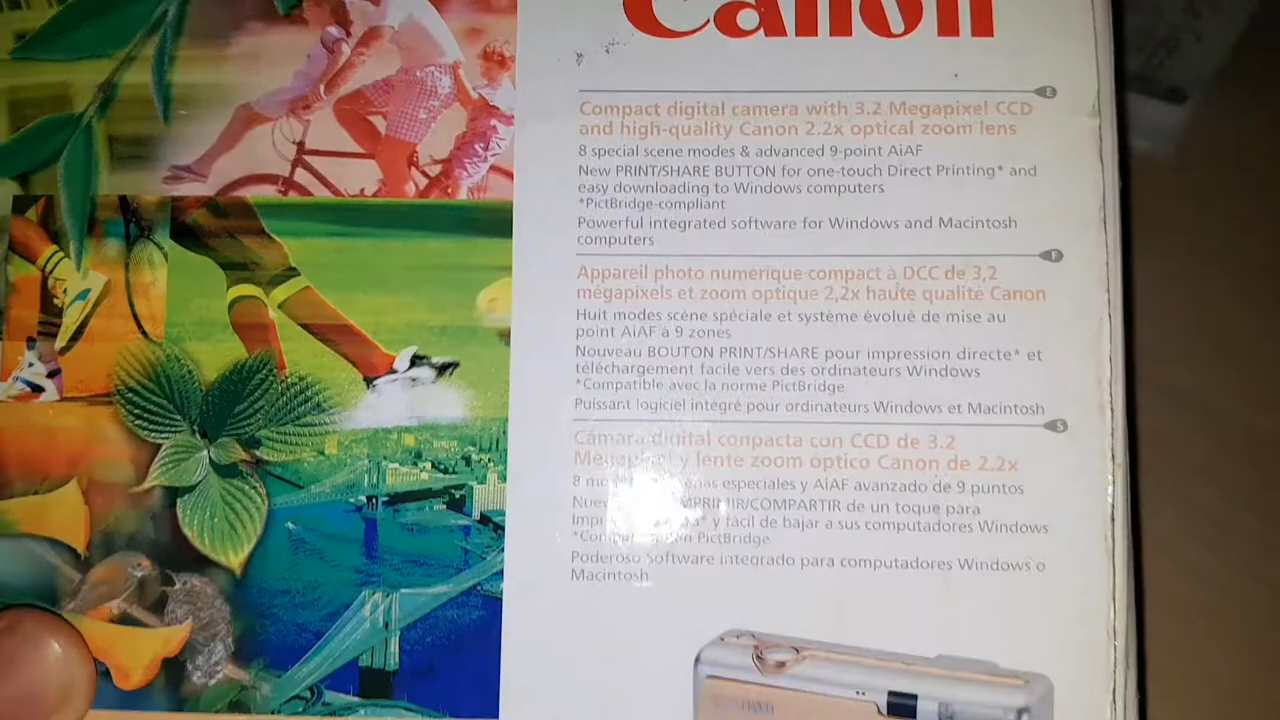 Canon
E
Compact digital camera with 3.2 Megapixel CCD
and high-quality Canon 2.2x optical zoom lens
8 special scene modes & advanced 9-point AiAF
New PRINT/SHARE BUTTON for one-touch Direct Printing* and
easy downloading to Windows computers
*PictBridge-compliant
Powerful integrated software for Windows and Macintosh
computers
F
Appareil photo numérique compact à DCC de 3,2
mégapixels et zoom optique 2,2x haute qualité Canon
Huit modes scène spéciale et système évolué de mise au
point AiAF à 9 zones
Nouveau BOUTON PRINT/SHARE pour impression directe* et
téléchargement facile vers des ordinateurs Windows
*Compatible avec la norme PictBridge
Puissant logiciel intégré pour ordinateurs Windows et Macintosh
S
Cámara digital conpacta con CCD de 3.2
y lente zoom óptico Canon de 2.2x
8 especiales y AiAF avanzado de 9 puntos
de un toque para
y fácil de bajar a sus computadores Windows
PictBridge
Poderoso Software integrado para computadores Windows o
Macintosh